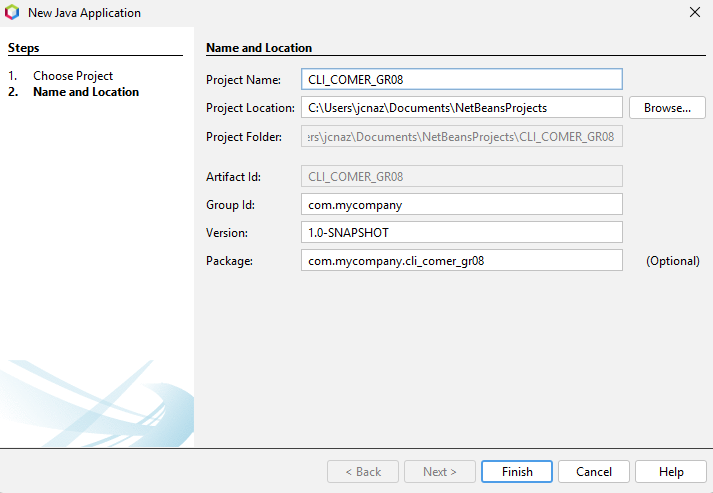 New Java Application
Steps
1. Choose Project
2. Name and Location
Name and Location
Project Name: CLI_COMER_GR08
Project Location: C:\Users\jcnaz\Documents\NetBeansProjects Browse...
Project Folder: ers\jcnaz\Documents\NetBeansProjects\CLI_COMER_GR08
Artifact Id: CLI_COMER_GR08
Group Id: com.mycompany
Version: 1.0-SNAPSHOT
Package: com.mycompany.cli_comer_gr08 (Optional)
< Back Next > Finish Cancel Help